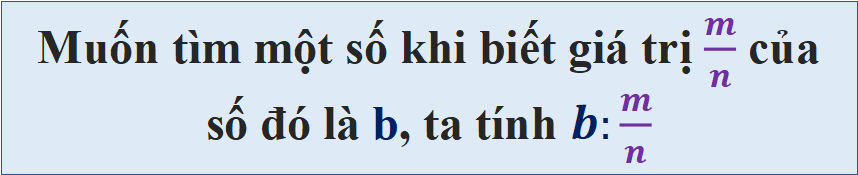 Muốn tìm một số khi biết giá trị m/n của
số đó là b, ta tính b: m/n